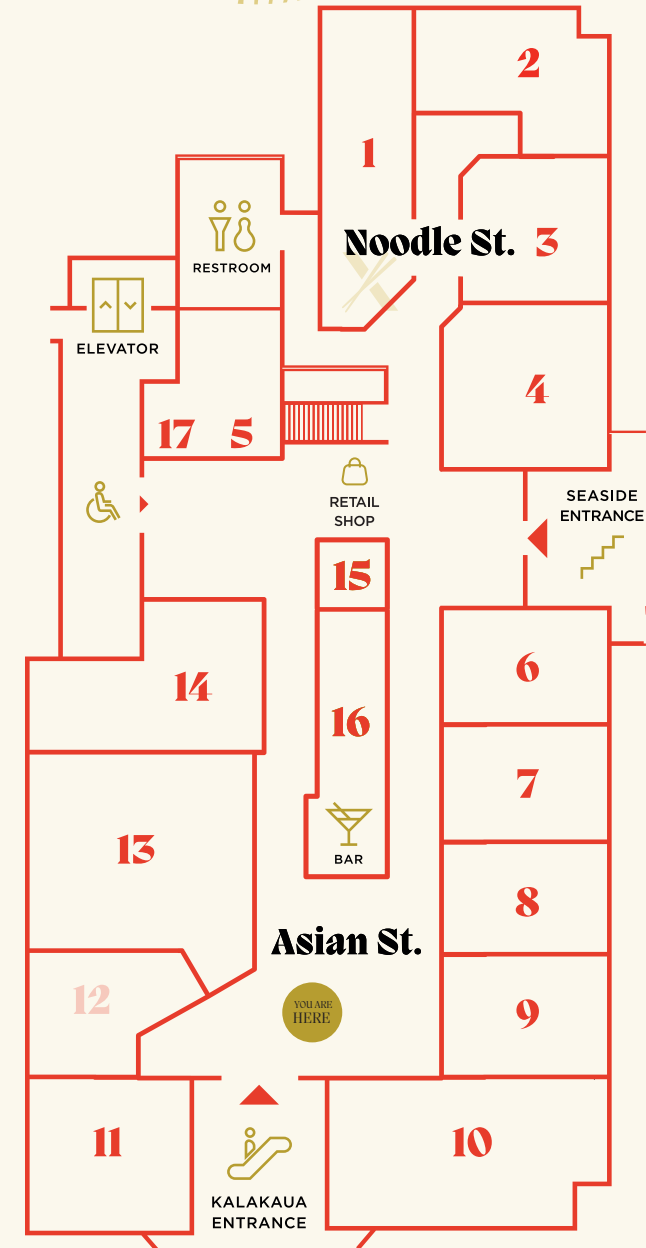 2
1
Noodle St.
3
RESTROOM
ELEVATOR
4
17
5
RETAIL
SHOP
SEASIDE
ENTRANCE
15
6
14
16
7
13
BAR
8
Asian St.
12
YOU ARE
HERE
9
11
10
KALAKAUA
ENTRANCE